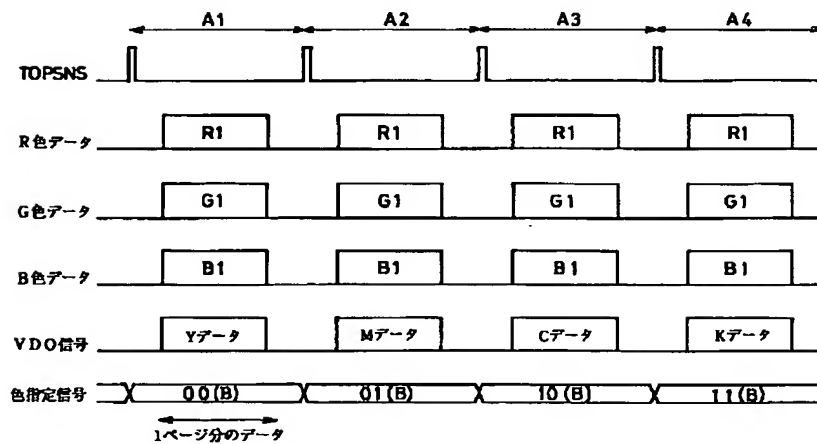 A1 A2 A3 A4
TOPSNS
R色データ R1 R1 R1 R1
G色データ G1 G1 G1 G1
B色データ B1 B1 B1 B1
VDO信号 Yデータ Mデータ Cデータ Kデータ
色指定信号 00(B) 01(B) 10(B) 11(B)
1ページ分のデータ